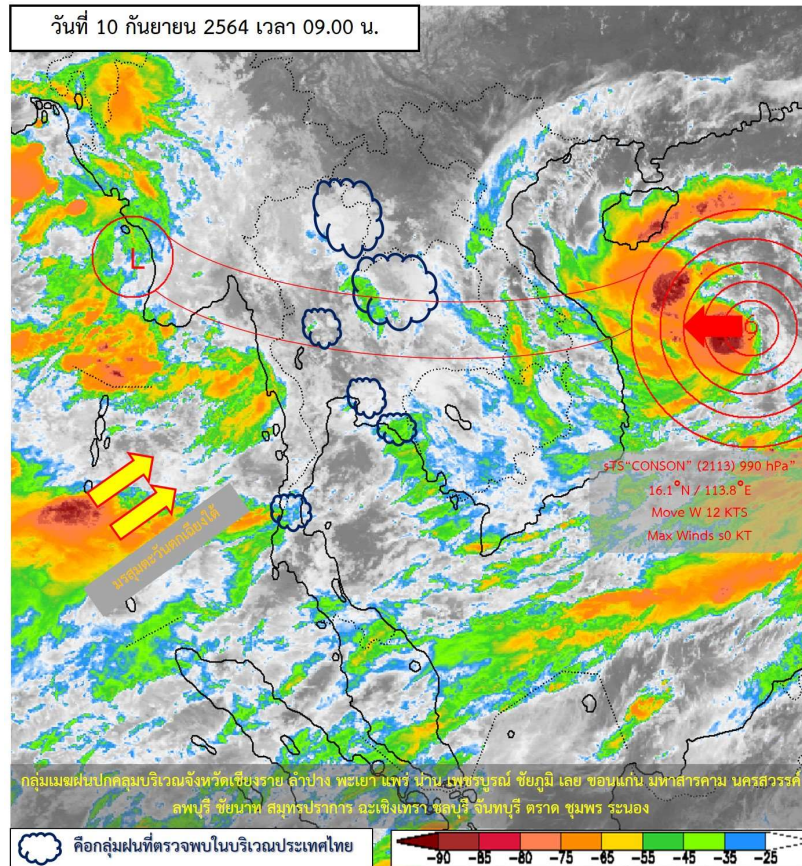 วันที่ 10 กันยายน 2564 เวลา 09.00 น.
L
sTS"CONSON" (2113) 990 hPa"
16.1°N / 113.8°E
Move W 12 KTS
Max Winds s0 KT
มรสุมตะวันตกเฉียงใต้
กลุ่มเมฆฝนปกคลุมบริเวณจังหวัดเชียงราย ลำปาง พะเยา แพร่ น่าน เพชรบูรณ์ ชัยภูมิ เลย ขอนแก่น มหาสารคาม นครสวรรค์
ลพบุรี ชัยนาท สมุทรปราการ ฉะเชิงเทรา ชลบุรี จันทบุรี ตราด ชุมพร ระนอง
คือกลุ่มฝนที่ตรวจพบในบริเวณประเทศไทย
-90 -85 -80 -75 -65 -55 -45 -35 -25